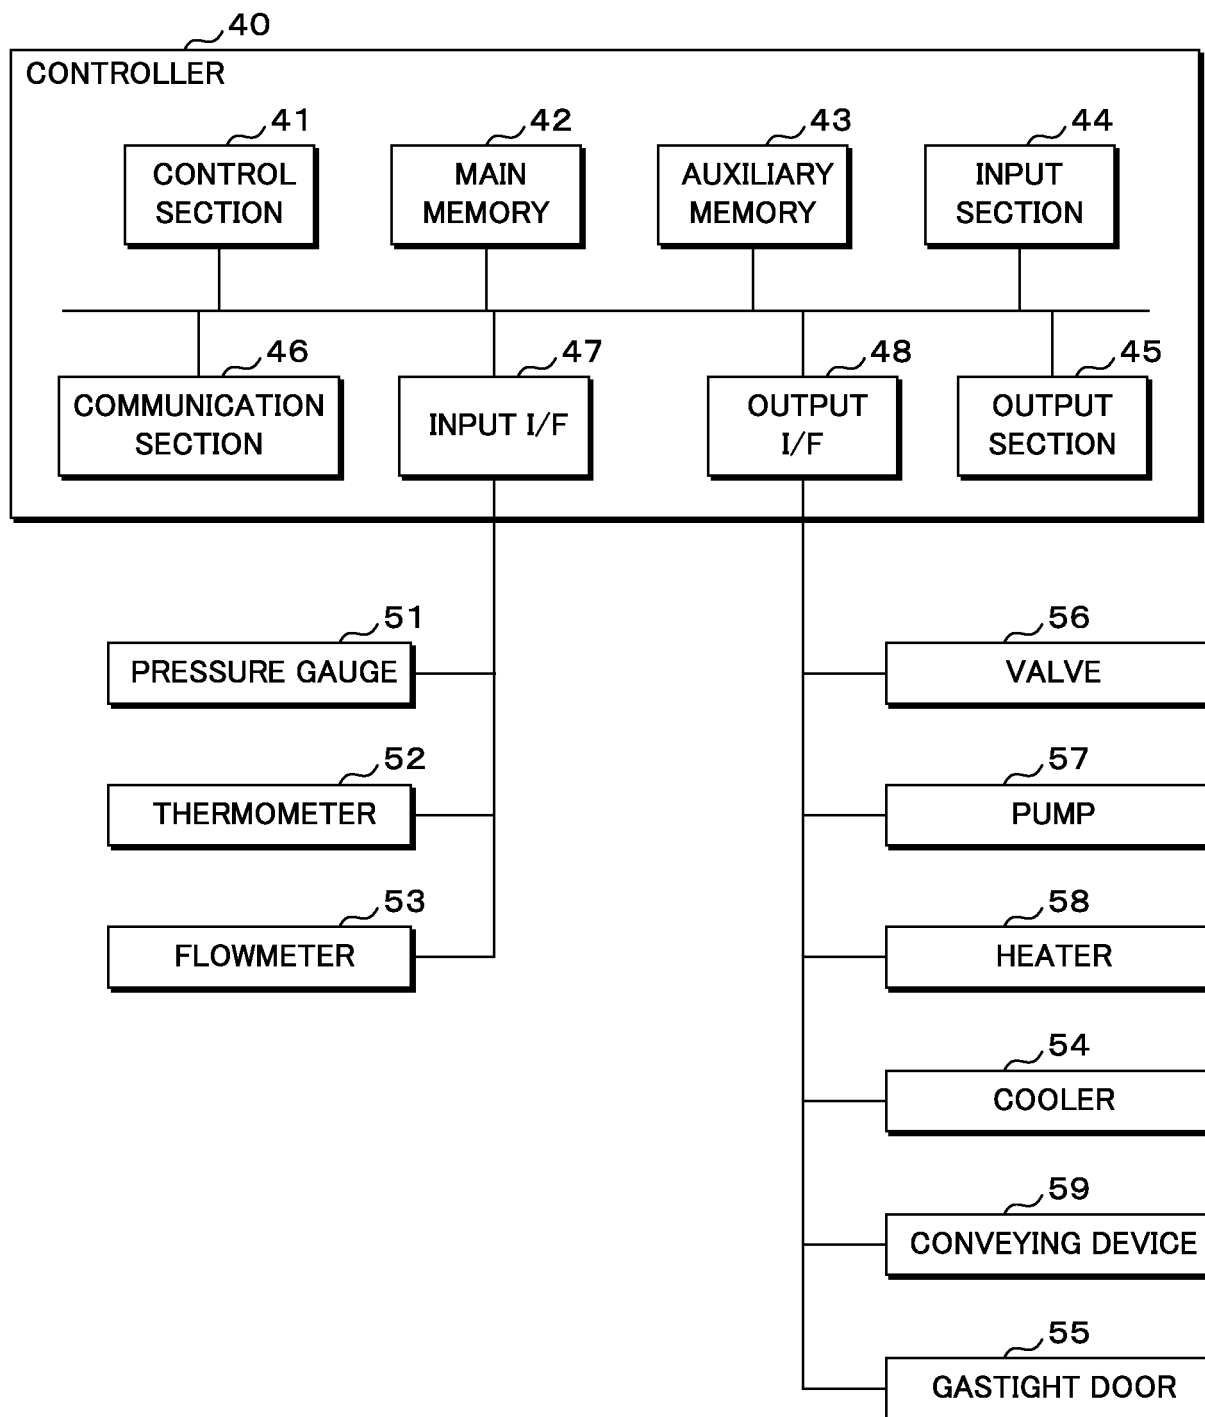 40
CONTROLLER
41
42
43
44
CONTROL
SECTION
MAIN
MEMORY
AUXILIARY
MEMORY
INPUT
SECTION
46
47
48
45
COMMUNICATION
SECTION
INPUT I/F
OUTPUT
I/F
OUTPUT
SECTION
51
PRESSURE GAUGE
52
THERMOMETER
53
FLOWMETER
56
VALVE
57
PUMP
58
HEATER
54
COOLER
59
CONVEYING DEVICE
55
GASTIGHT DOOR